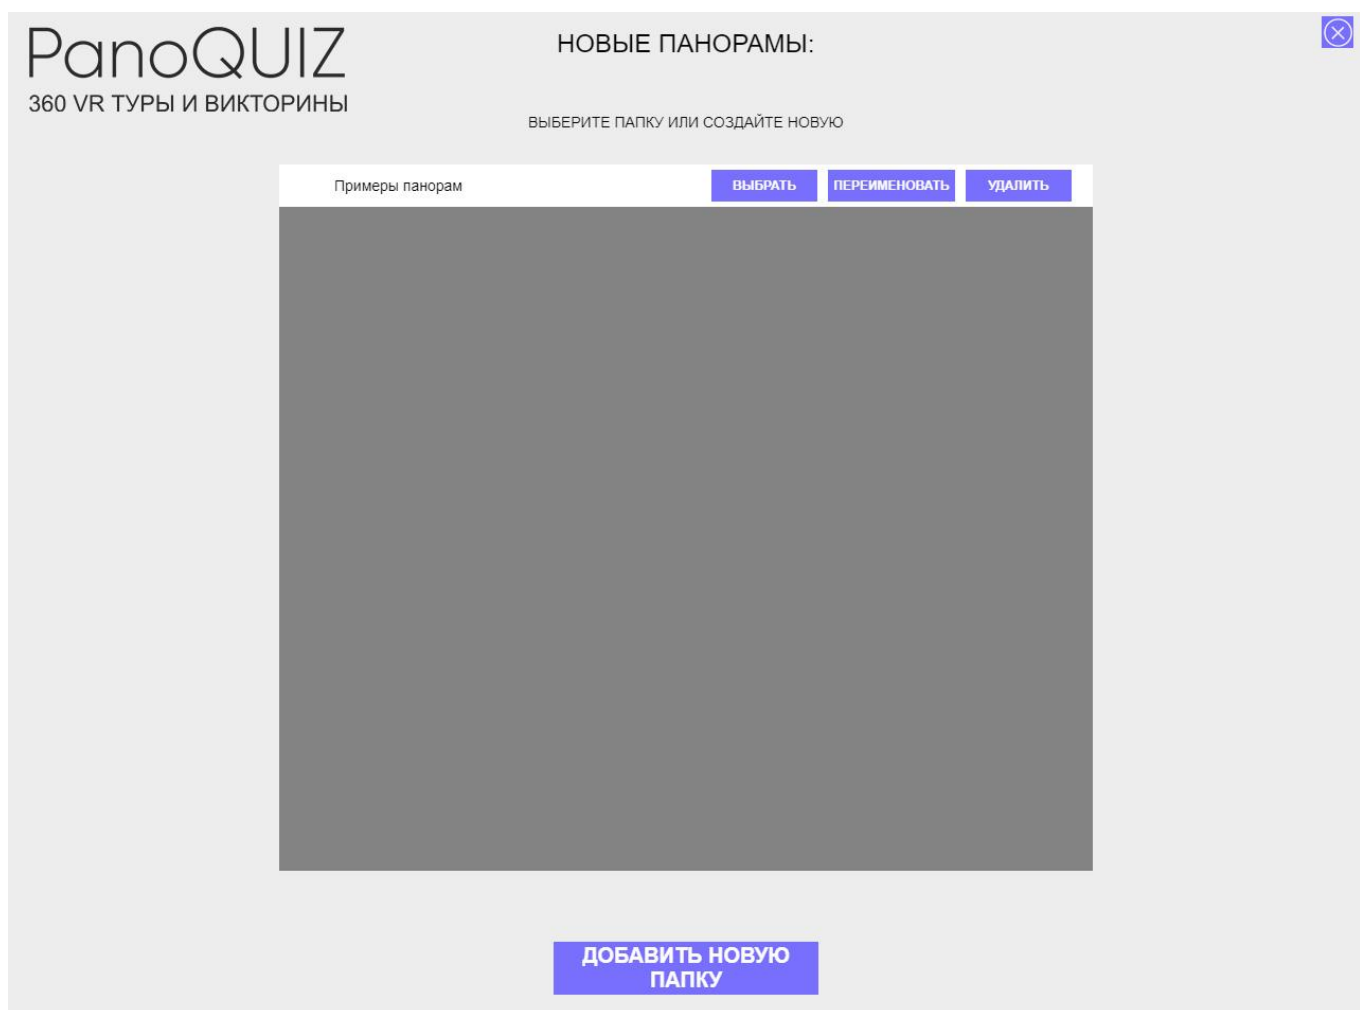 PanoQUIZ
360 VR ТУРЫ И ВИКТОРИНЫ
НОВЫЕ ПАНОРАМЫ:
ВЫБЕРИТЕ ПАПКУ ИЛИ СОЗДАЙТЕ НОВУЮ
Примеры панорам ВЫБРАТЬ ПЕРЕИМЕНОВАТЬ УДАЛИТЬ
ДОБАВИТЬ НОВУЮ
ПАПКУ